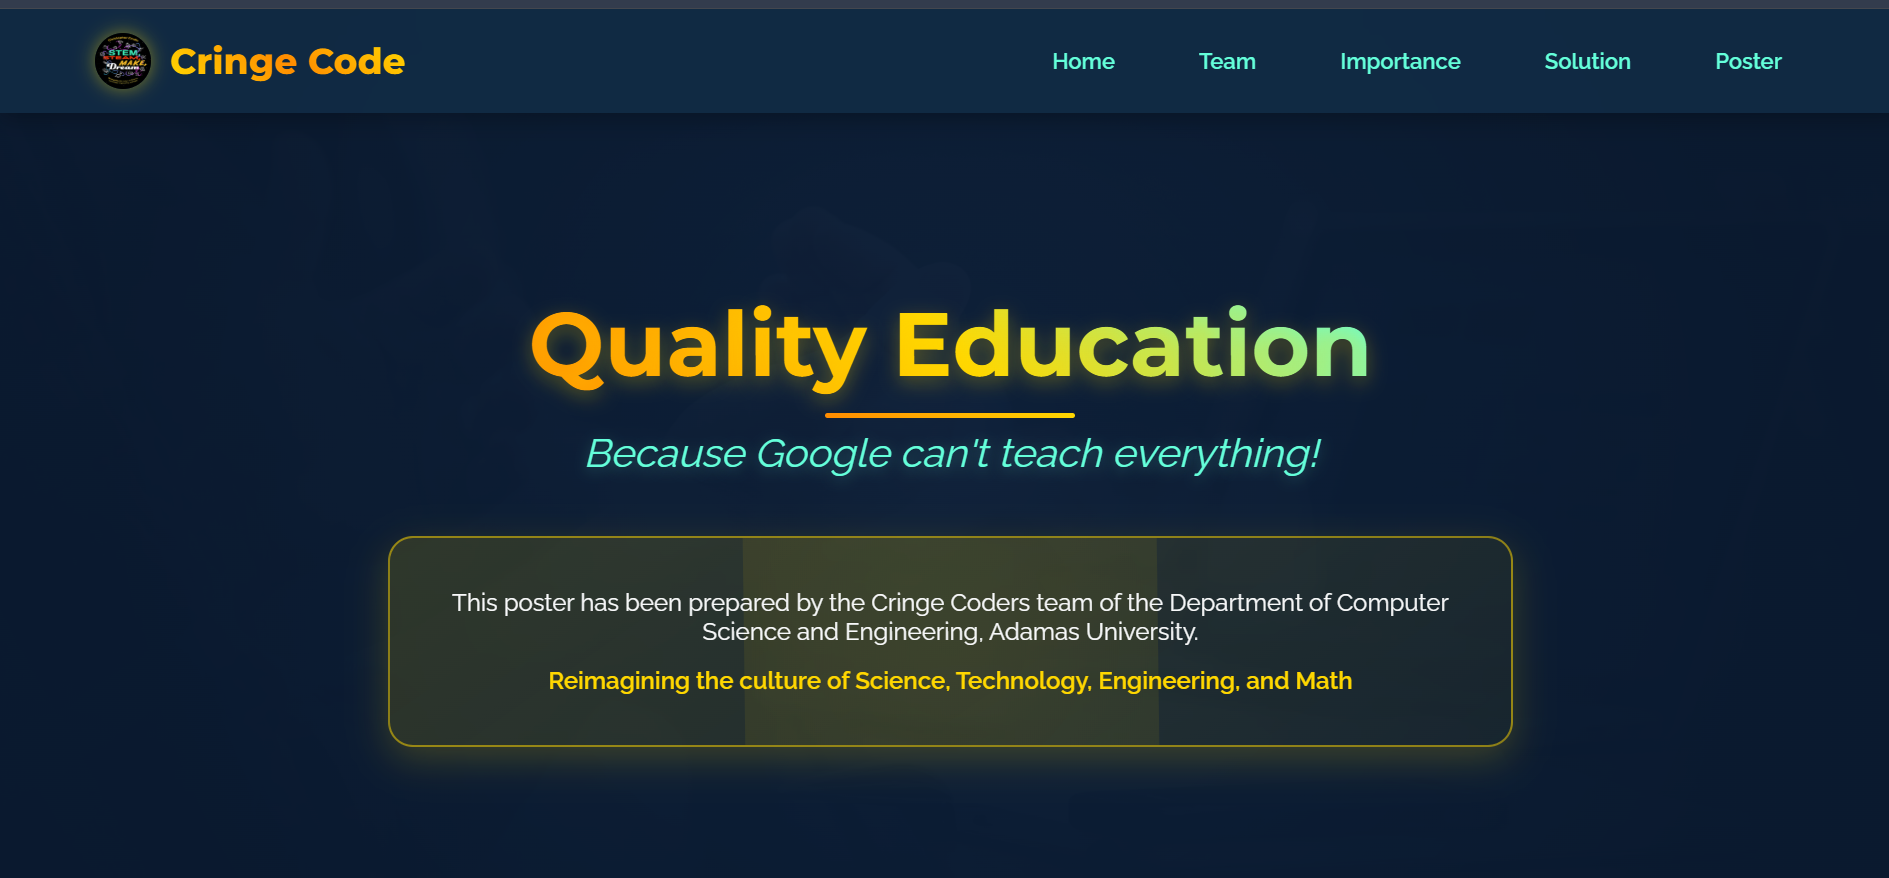 STEM
STEAM
MAKE
Dream
Cringe Code
Home
Team
Importance
Solution
Poster
Quality Education
Because Google can't teach everything!
This poster has been prepared by the Cringe Coders team of the Department of Computer
Science and Engineering, Adamas University.
Reimagining the culture of Science, Technology, Engineering, and Math